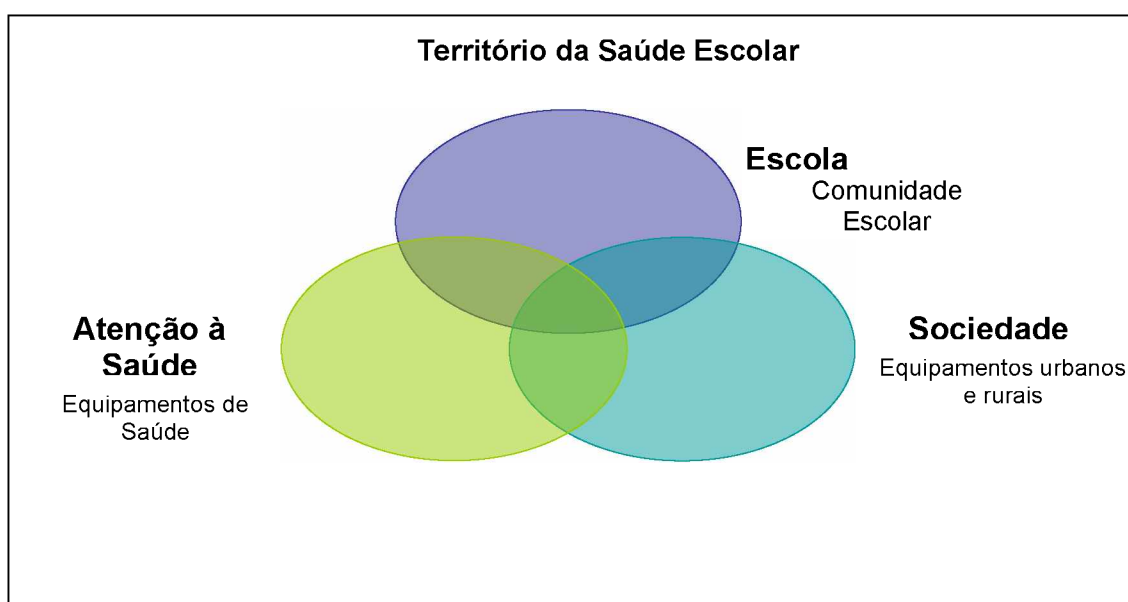 Território da Saúde Escolar
Escola
Comunidade
Escolar
Atenção à
Saúde
Equipamentos de
Saúde
Sociedade
Equipamentos urbanos
e rurais